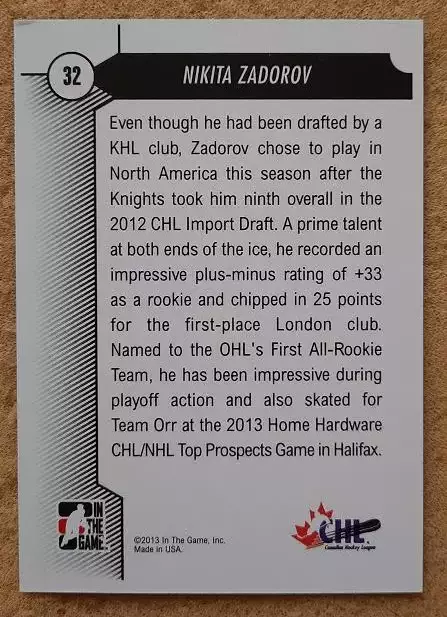 32
NIKITA ZADOROV
Even though he had been drafted by a
KHL club, Zadorov chose to play in
North America this season after the
Knights took him ninth overall in the
2012 CHL Import Draft. A prime talent
at both ends of the ice, he recorded an
impressive plus-minus rating of +33
as a rookie and chipped in 25 points
for the first-place London club.
Named to the OHL's First All-Rookie
Team, he has been impressive during
playoff action and also skated for
Team Orr at the 2013 Home Hardware
CHL/NHL Top Prospects Game in Halifax.
IN
THE
GAME
©2013 In The Game, Inc.
Made in USA.
CHL
Canadian Hockey League